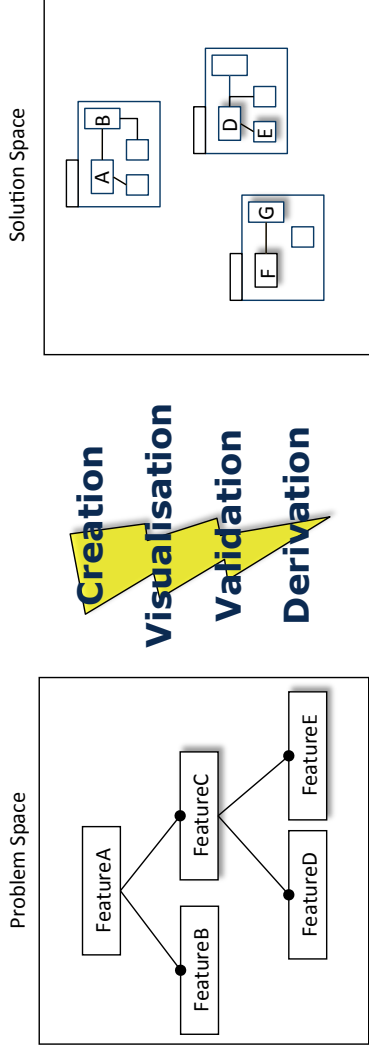 Problem Space
FeatureA
FeatureB
FeatureC
FeatureD
FeatureE
Creation
Visualisation
Validation
Derivation
Solution Space
A
B
F
G
D
E